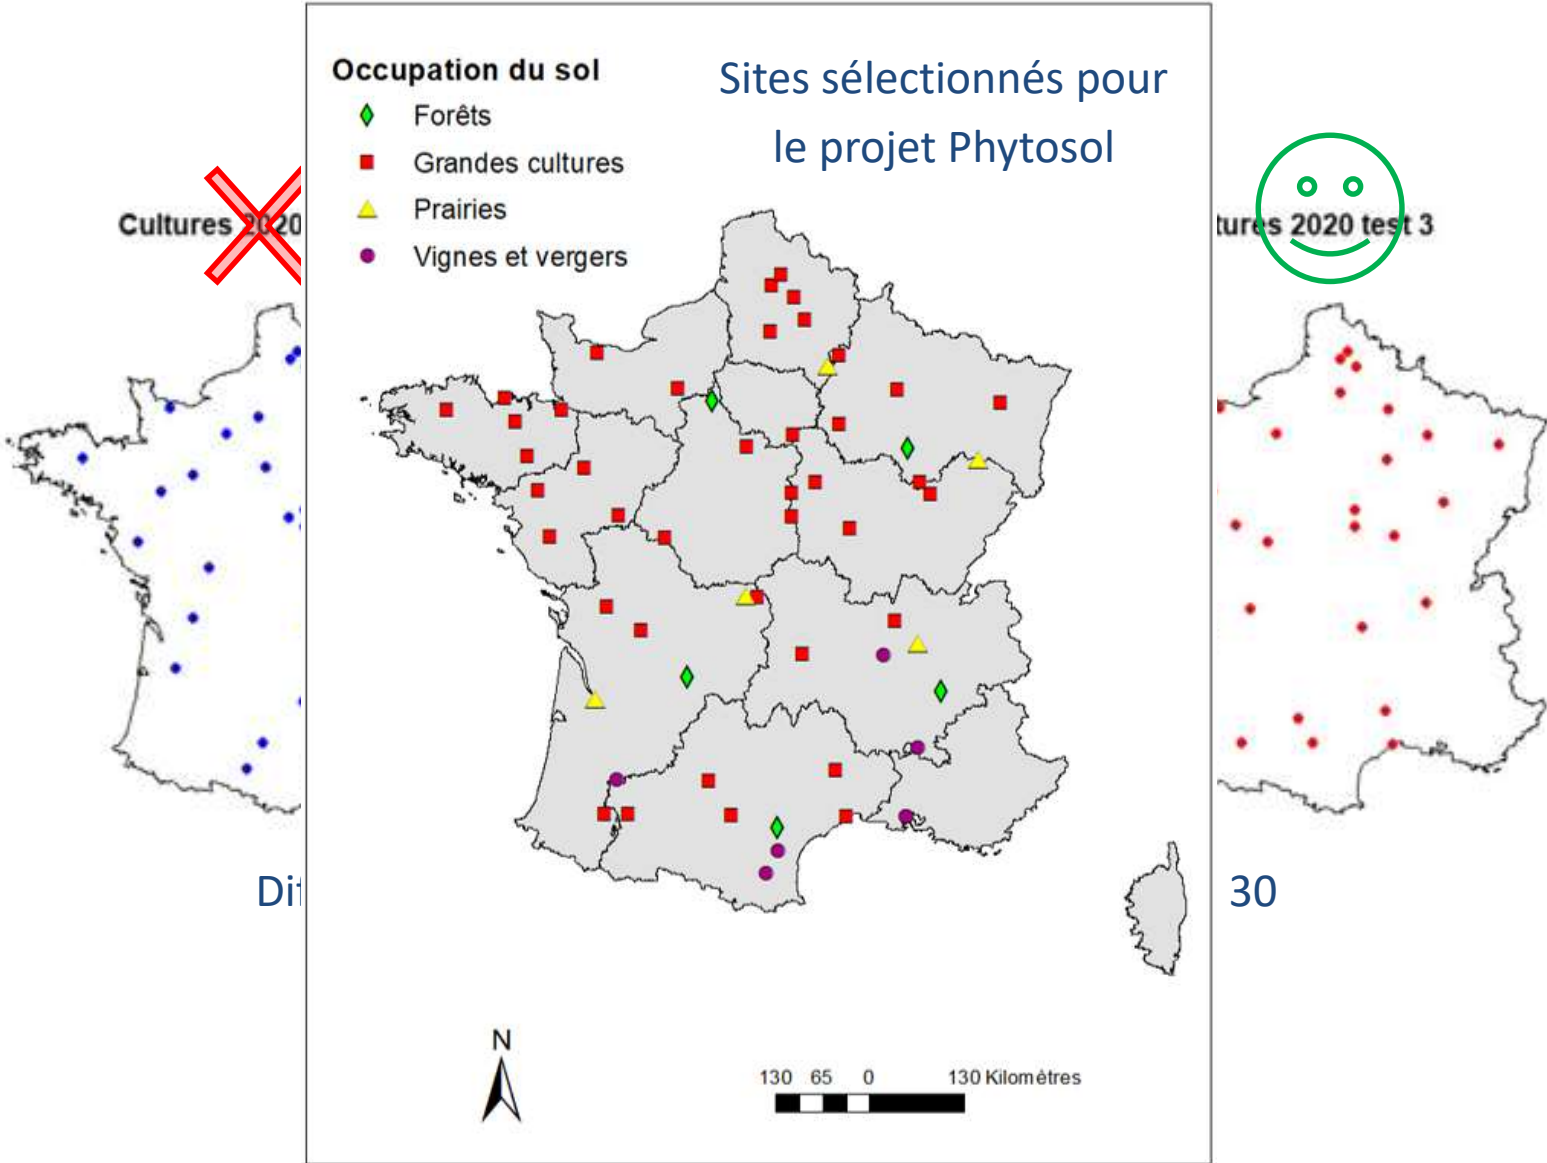 Occupation du sol
Forêts
Grandes cultures
Prairies
Vignes et vergers
Sites sélectionnés pour
le projet Phytosol
Cultures 2020
tures 2020 test 3
30
N
130 65 0 130 Kilomètres